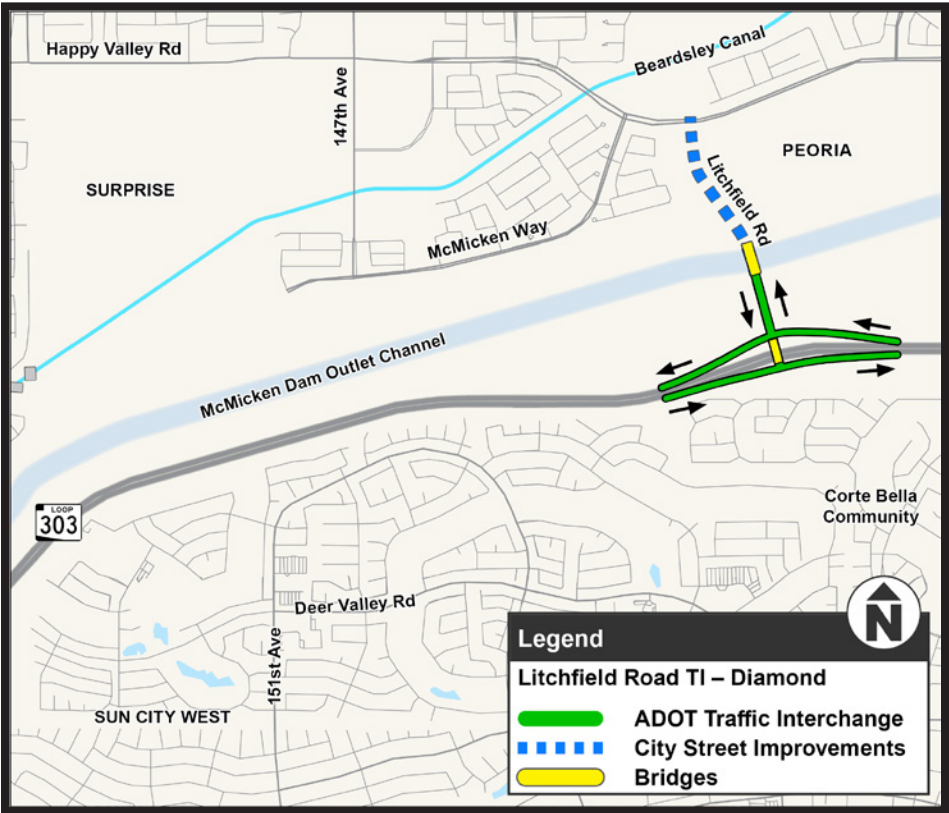 Happy Valley Rd
147th Ave
Beardsley Canal
PEORIA
SURPRISE
Litchfield Rd
McMicken Way
McMicken Dam Outlet Channel
LOOP
303
Corte Bella
Community
Deer Valley Rd
151st Ave
SUN CITY WEST
N
Legend
Litchfield Road TI – Diamond
ADOT Traffic Interchange
City Street Improvements
Bridges